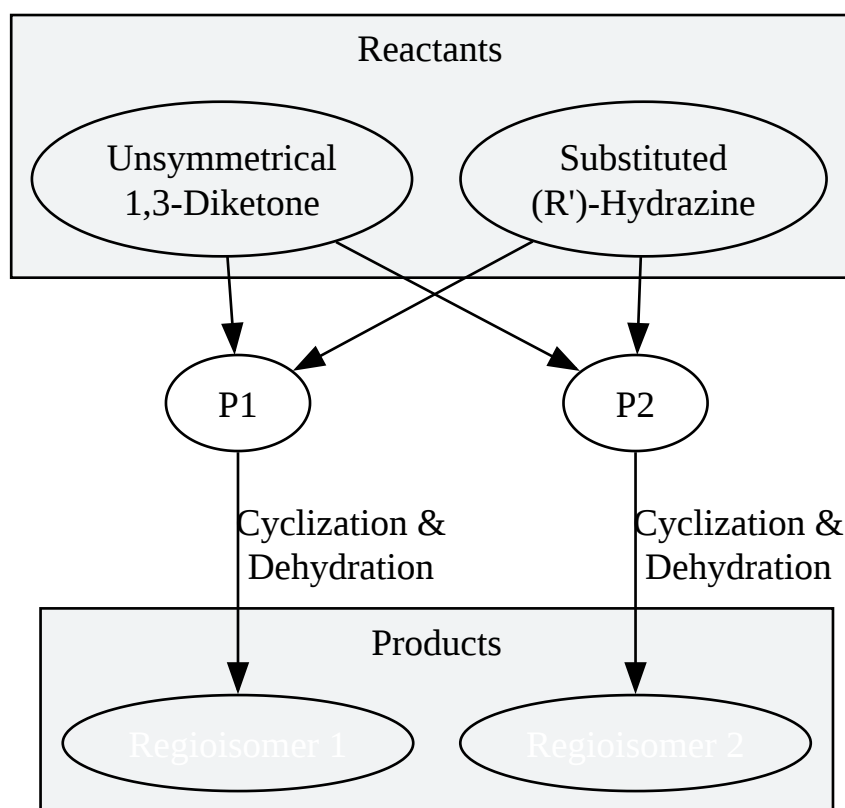 Reactants
Unsymmetrical
1,3-Diketone
Substituted
(R')-Hydrazine
P1
P2
Cyclization &
Dehydration
Cyclization &
Dehydration
Products
Regioisomer 1
Regioisomer 2